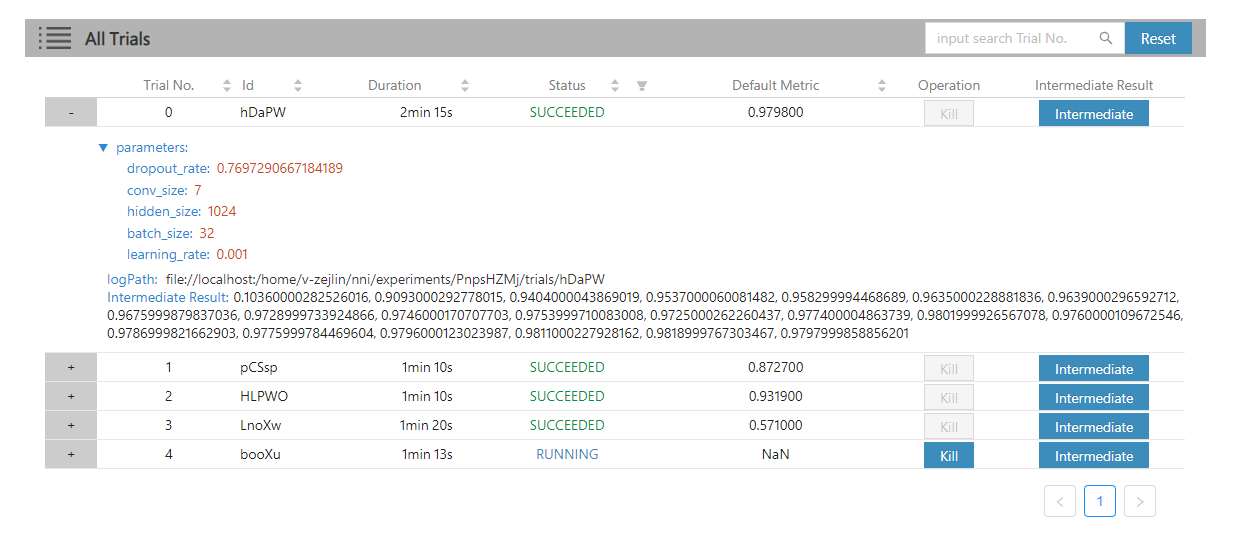 All Trials input search Trial No. Reset
Trial No. Id Duration Status Default Metric Operation Intermediate Result
- 0 hDaPW 2min 15s SUCCEEDED 0.979800 Kill Intermediate
parameters:
dropout_rate: 0.7697290667184189
conv_size: 7
hidden_size: 1024
batch_size: 32
learning_rate: 0.001
logPath: file://localhost:/home/v-zejlin/nni/experiments/PnpsHZMj/trials/hDaPW
Intermediate Result: 0.10360000282526016, 0.9093000292778015, 0.9404000043869019, 0.9537000060081482, 0.958299994468689, 0.9635000228881836, 0.9639000296592712,
0.9675999879837036, 0.9728999733924866, 0.9746000170707703, 0.9753999710083008, 0.9725000262260437, 0.977400004863739, 0.9801999926567078, 0.9760000109672546,
0.9786999821662903, 0.9775999784469604, 0.9796000123023987, 0.9811000227928162, 0.9818999767303467, 0.9797999858856201
+ 1 pCSsp 1min 10s SUCCEEDED 0.872700 Kill Intermediate
+ 2 HLPWO 1min 10s SUCCEEDED 0.931900 Kill Intermediate
+ 3 LnoXw 1min 20s SUCCEEDED 0.571000 Kill Intermediate
+ 4 booXu 1min 13s RUNNING NaN Kill Intermediate
< 1 >